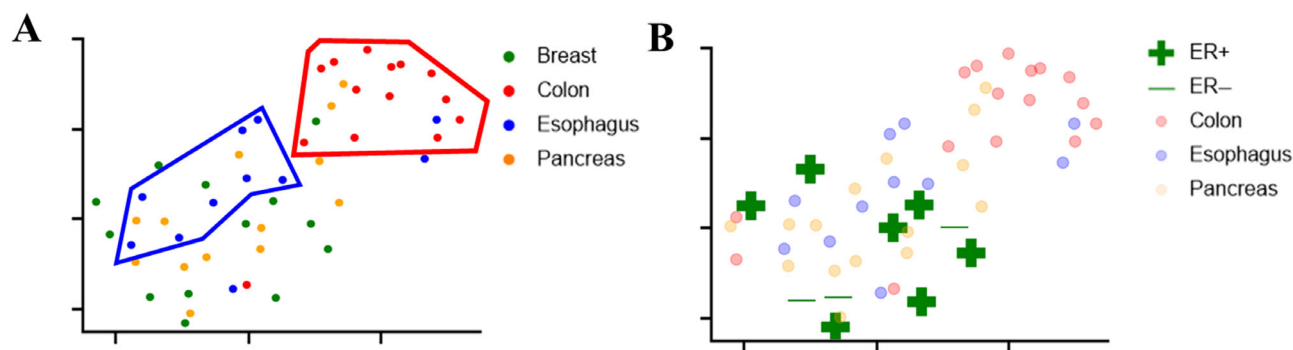 A
Breast
Colon
Esophagus
Pancreas
B
ER+
ER–
Colon
Esophagus
Pancreas